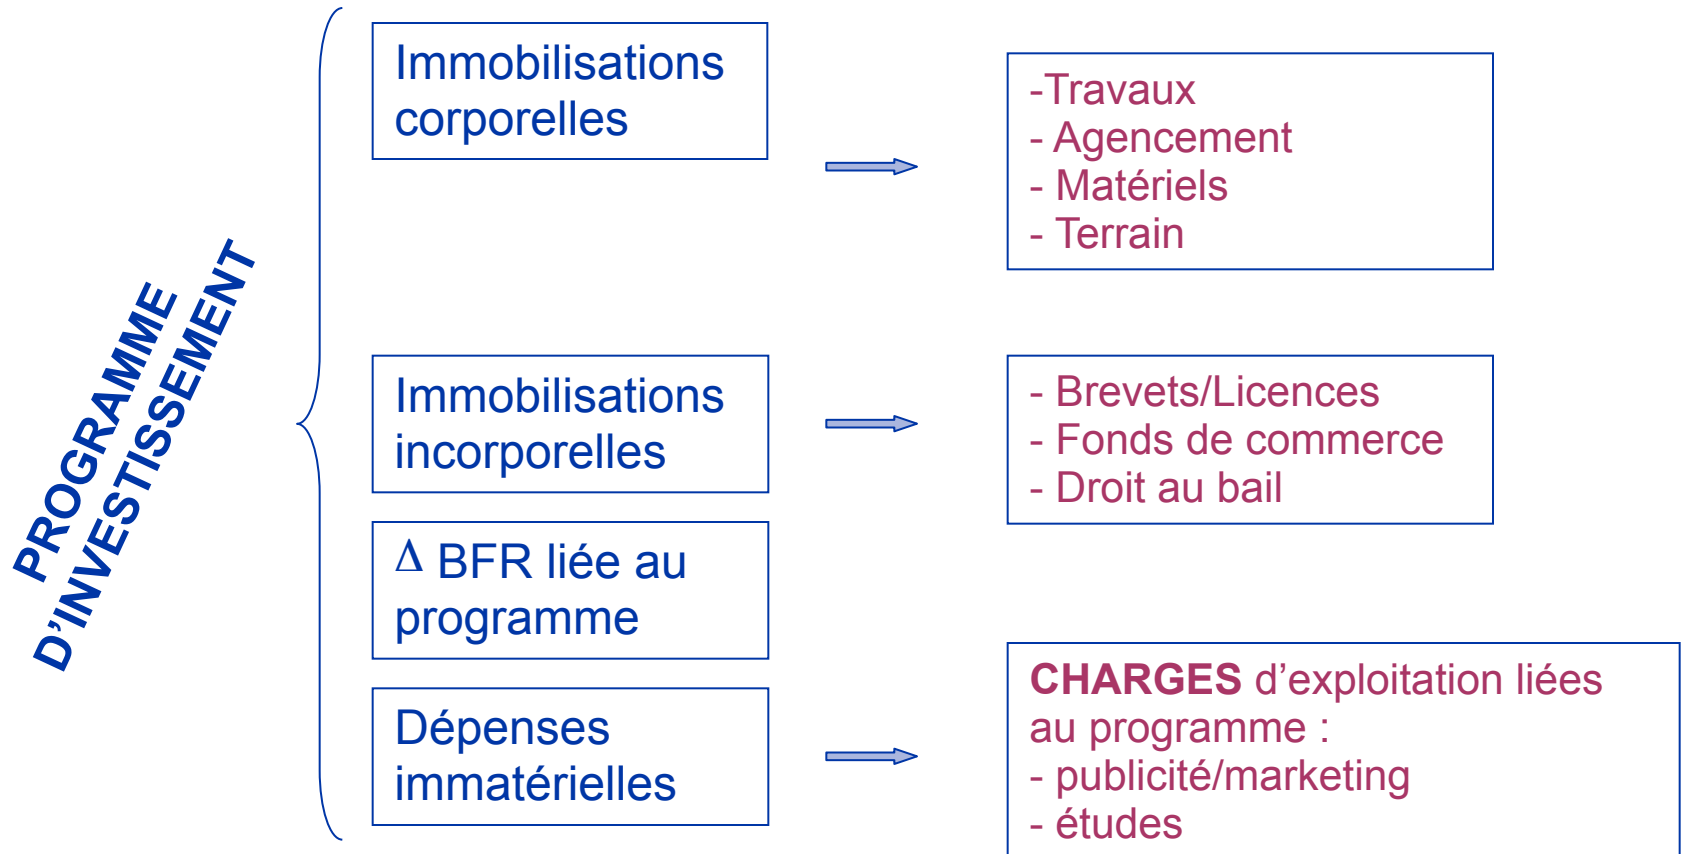 PROGRAMME
D’INVESTISSEMENT
Immobilisations
corporelles
-Travaux
- Agencement
- Matériels
- Terrain
Immobilisations
incorporelles
- Brevets/Licences
- Fonds de commerce
- Droit au bail
Δ BFR liée au
programme
Dépenses
immatérielles
CHARGES d’exploitation liées
au programme :
- publicité/marketing
- études